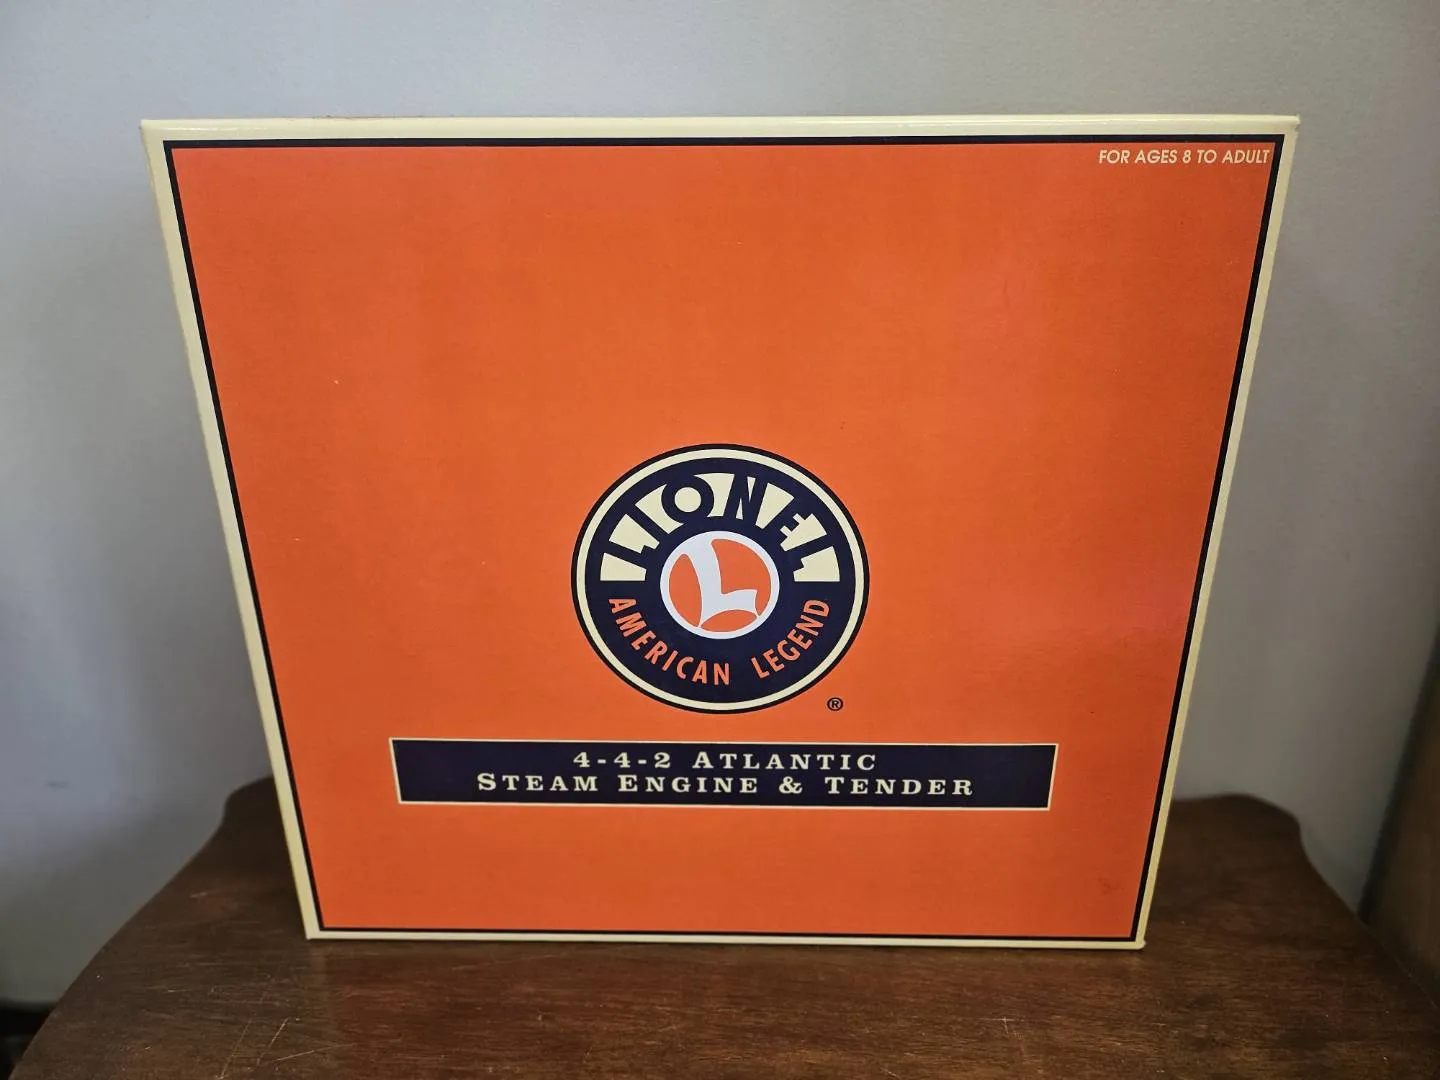 FOR AGES 8 TO ADULT
LIONEL
L
AMERICAN LEGEND
®
4-4-2 ATLANTIC
STEAM ENGINE & TENDER